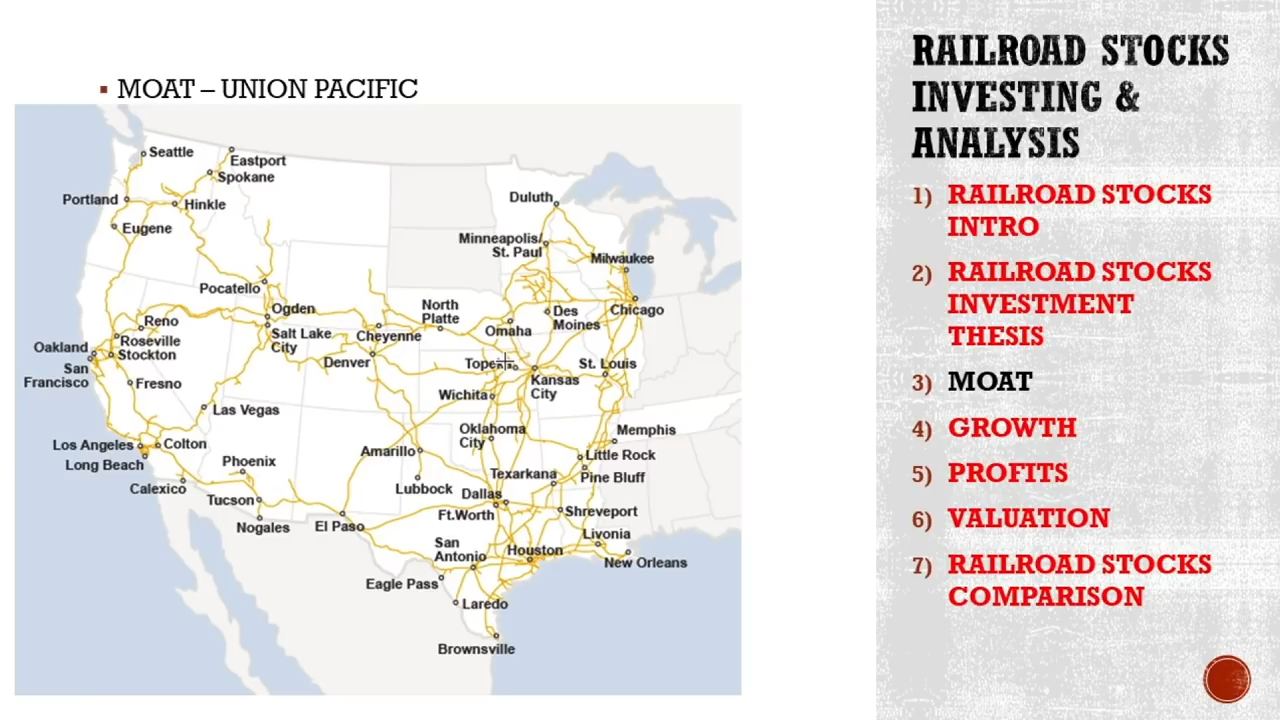 MOAT – UNION PACIFIC
Seattle
Eastport
Spokane
Portland
Hinkle
Eugene
Duluth
Minneapolis/
St. Paul
Milwaukee
Pocatello
Ogden
North
Platte
Chicago
Des
Moines
Omaha
Reno
Roseville
Stockton
Salt Lake
City
Cheyenne
Oakland
San
Francisco
Denver
St. Louis
Kansas
City
Fresno
Wichita
Las Vegas
Oklahoma
City
Memphis
Los Angeles
Colton
Long Beach
Phoenix
Amarillo
Little Rock
Texarkana
Pine Bluff
Calexico
Tucson
Lubbock
Dallas
Nogales
El Paso
Ft.Worth
Shreveport
San
Antonio
Houston
Livonia
New Orleans
Eagle Pass
Laredo
Brownsville
RAILROAD STOCKS
INVESTING &
ANALYSIS
1) RAILROAD STOCKS
INTRO
2) RAILROAD STOCKS
INVESTMENT
THESIS
3) MOAT
4) GROWTH
5) PROFITS
6) VALUATION
7) RAILROAD STOCKS
COMPARISON